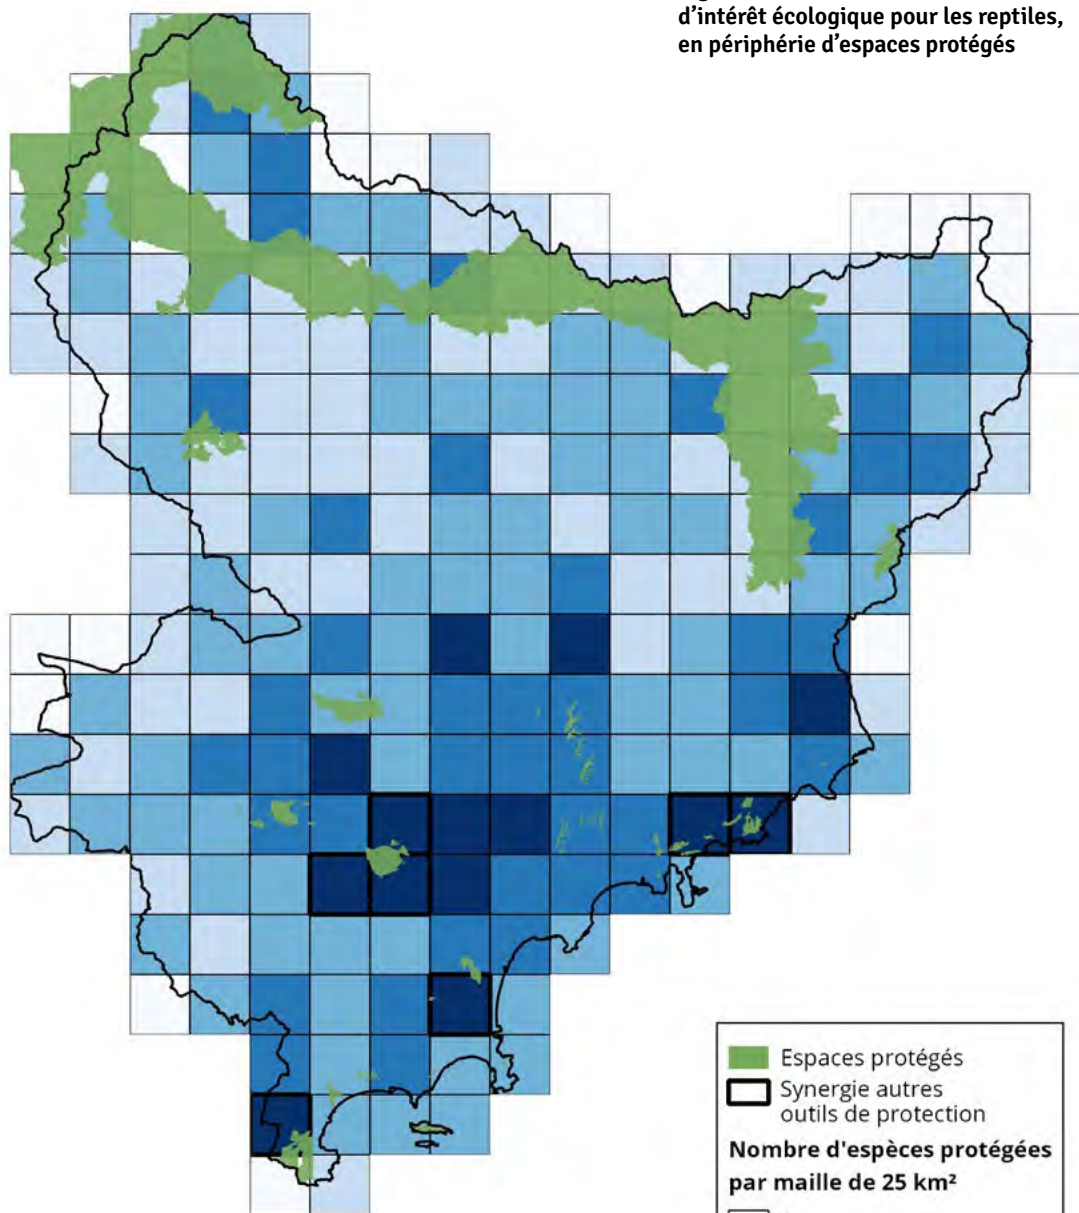 d'intérêt écologique pour les reptiles,
en périphérie d'espaces protégés
Espaces protégés
Synergie autres
outils de protection
Nombre d'espèces protégées
par maille de 25 km²